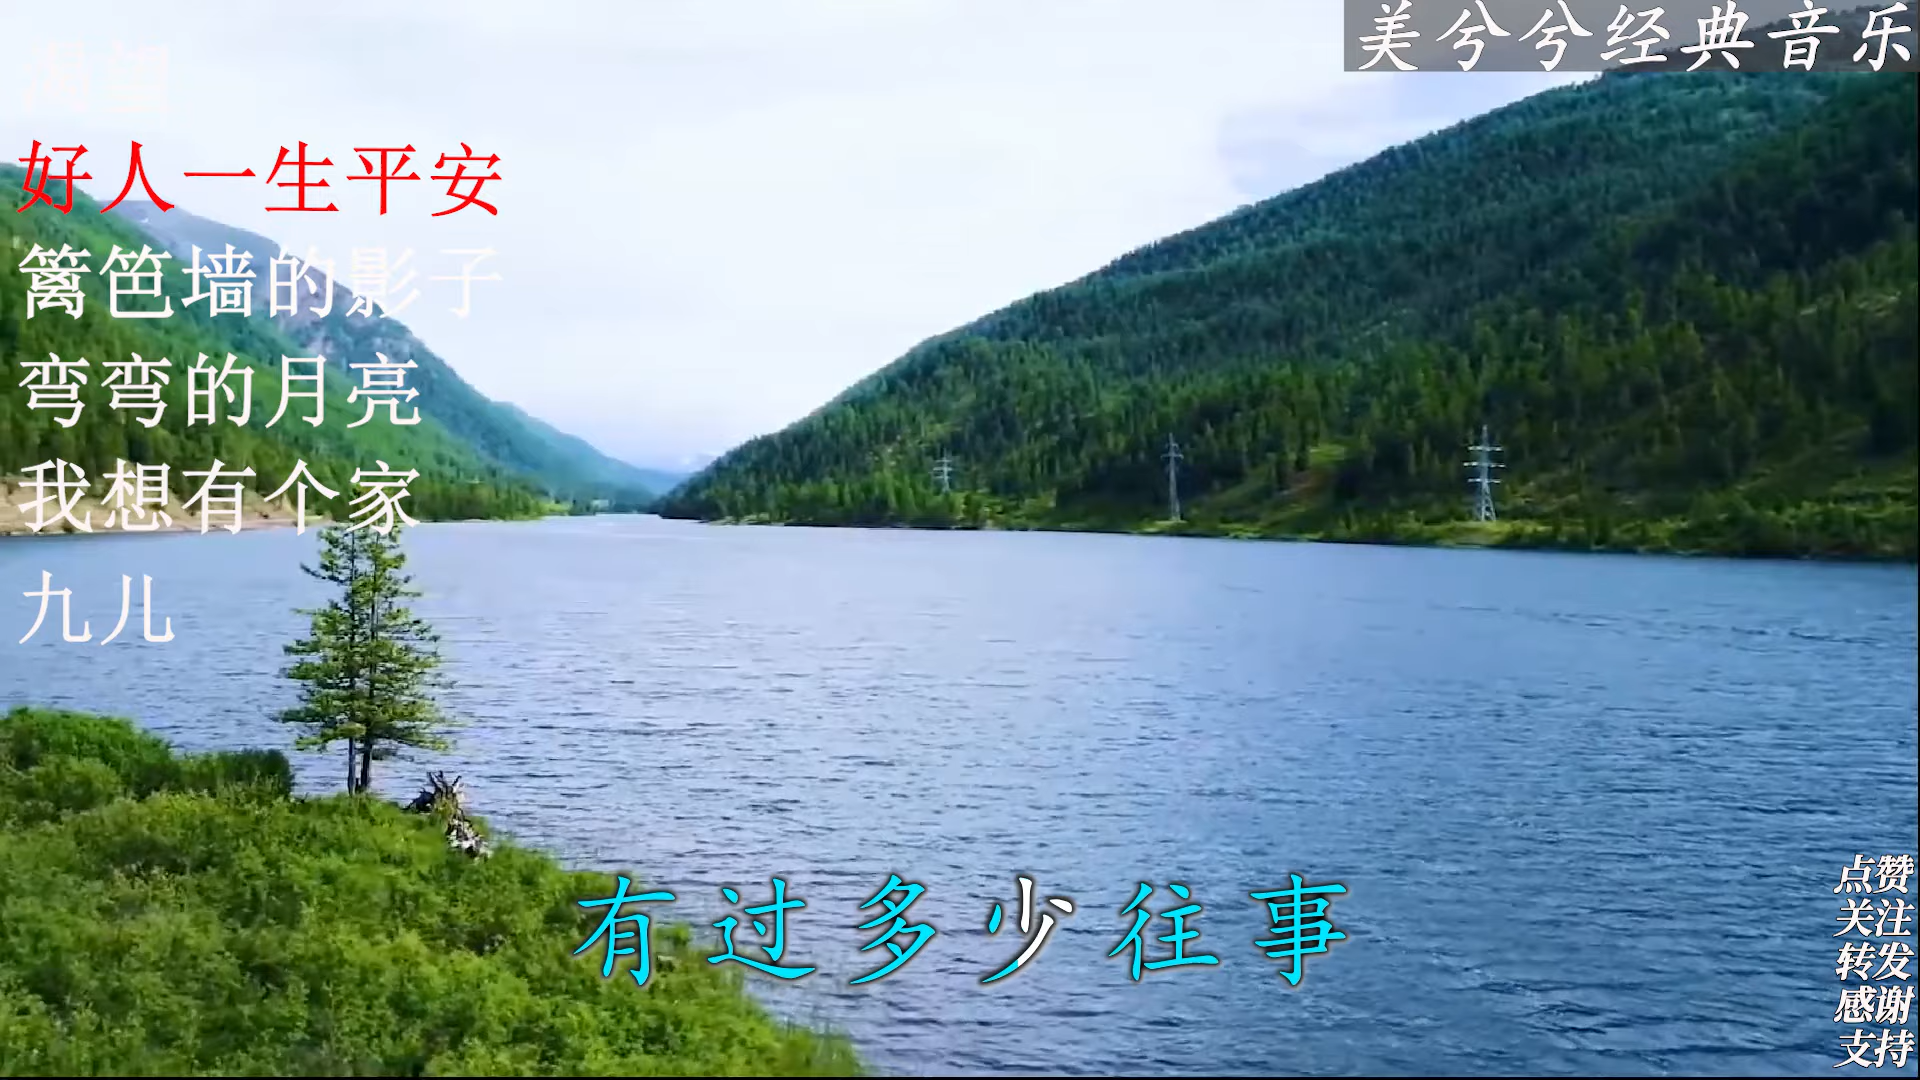 美兮兮经典音乐
渴望
好人一生平安
篱笆墙的影子
弯弯的月亮
我想有个家
九儿
有过多少往事
点赞
关注
转发
感谢
支持